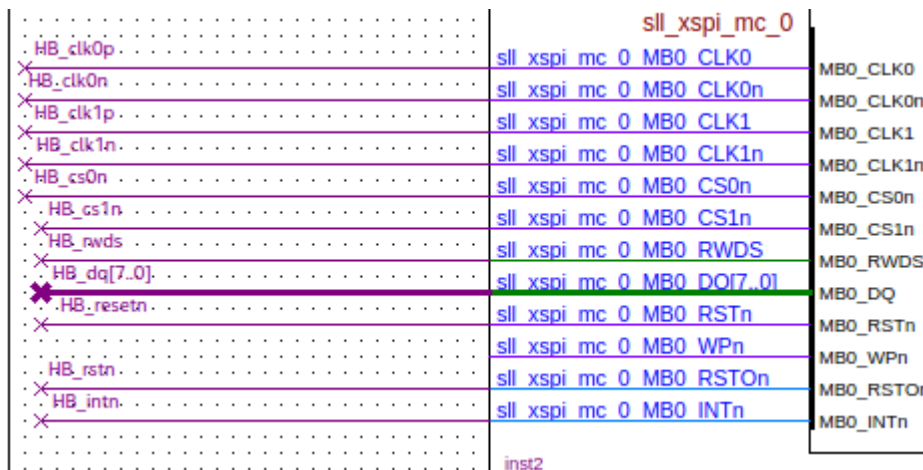 sll_xspi_mc_0
HB_clk0p
sll_xspi_mc_0_MB0_CLK0
MB0_CLK0
HB_clk0n
sll_xspi_mc_0_MB0_CLK0n
MB0_CLK0n
HB_clk1p
sll_xspi_mc_0_MB0_CLK1
MB0_CLK1
HB_clk1n
sll_xspi_mc_0_MB0_CLK1n
MB0_CLK1n
HB_cs0n
sll_xspi_mc_0_MB0_CS0n
MB0_CS0n
HB_cs1n
sll_xspi_mc_0_MB0_CS1n
MB0_CS1n
HB_rwds
sll_xspi_mc_0_MB0_RWDS
MB0_RWDS
HB_dq[7..0]
sll_xspi_mc_0_MB0_DQ[7..0]
MB0_DQ
HB_resetn
sll_xspi_mc_0_MB0_RSTn
MB0_RSTn
sll_xspi_mc_0_MB0_WPn
MB0_WPn
HB_rstn
sll_xspi_mc_0_MB0_RSTOn
MB0_RSTOn
HB_intn
sll_xspi_mc_0_MB0_INTn
MB0_INTn
inst2